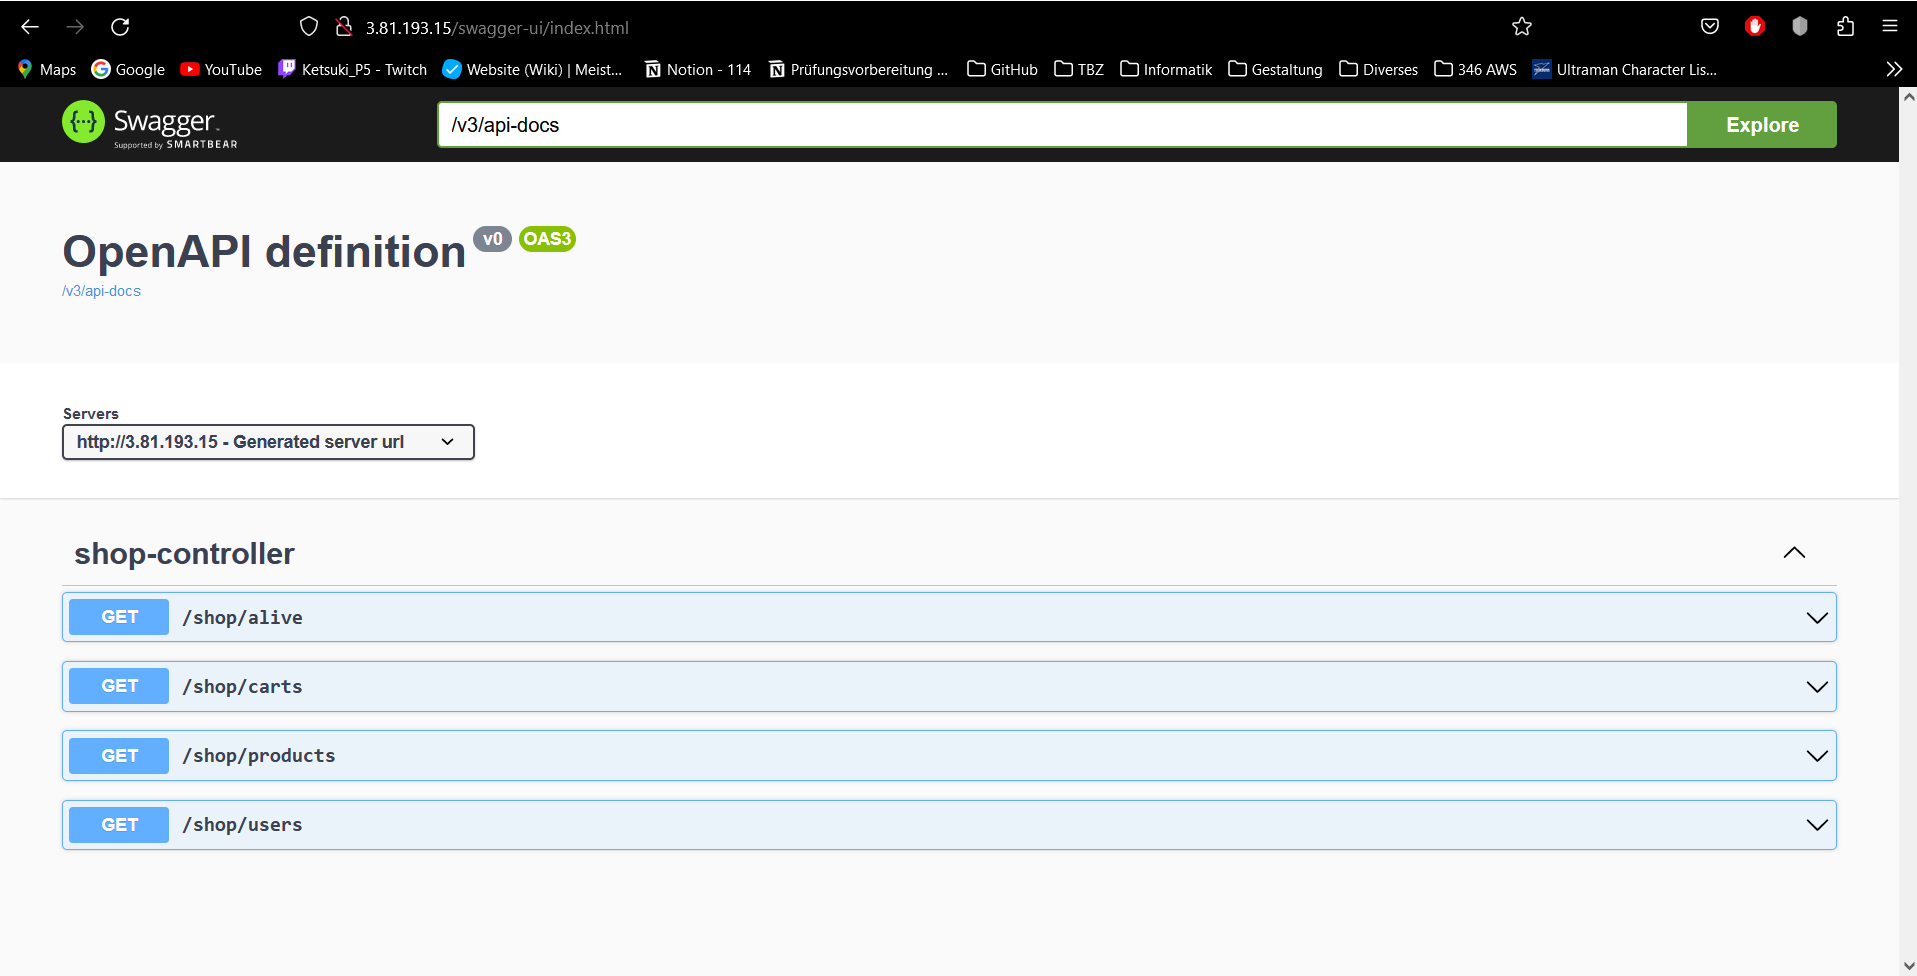 3.81.193.15/swagger-ui/index.html
Maps Google YouTube Ketsuki_P5 - Twitch Website (Wiki) | Meist... Notion - 114 Prüfungsvorbereitung ... GitHub TBZ Informatik Gestaltung Diverses 346 AWS Ultraman Character Lis...
{···} Swagger
Supported by SMARTBEAR
/v3/api-docs Explore
OpenAPI definition v0 OAS3
/v3/api-docs
Servers
http://3.81.193.15 - Generated server url
shop-controller
GET /shop/alive
GET /shop/carts
GET /shop/products
GET /shop/users